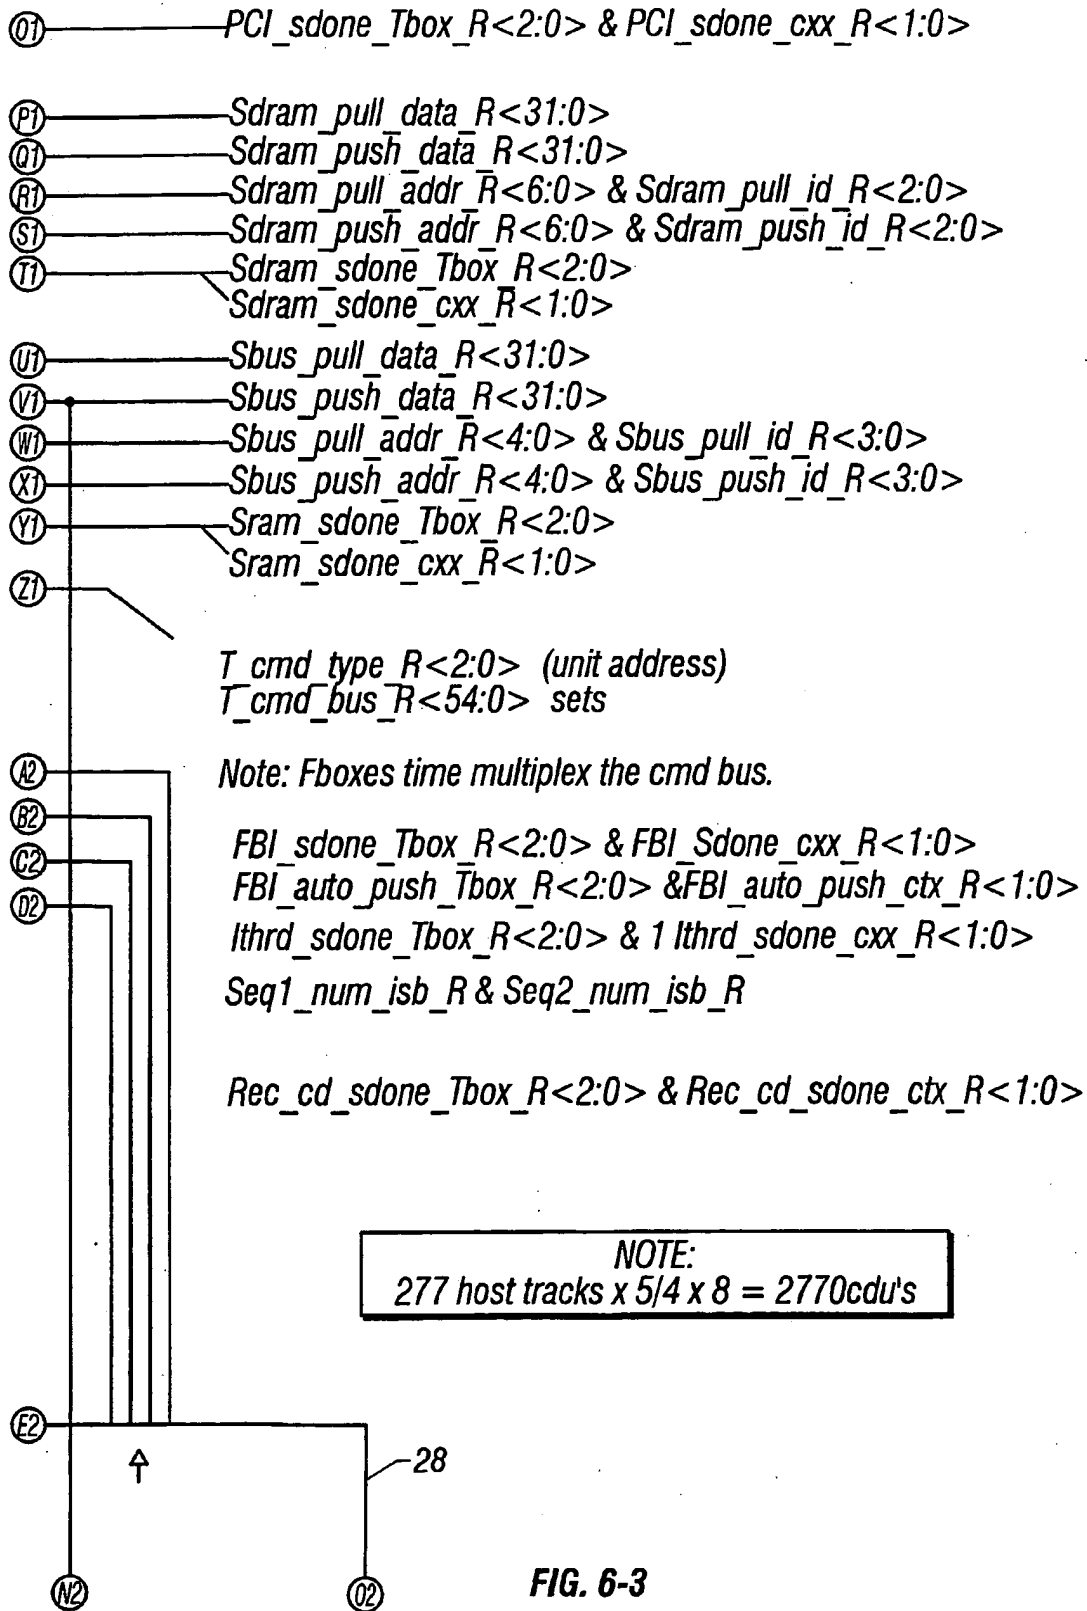 O1 PCI_sdone_Tbox_R<2:0> & PCI_sdone_cxx_R<1:0>
P1 Sdram_pull_data_R<31:0>
Q1 Sdram_push_data_R<31:0>
R1 Sdram_pull_addr_R<6:0> & Sdram_pull_id_R<2:0>
S1 Sdram_push_addr_R<6:0> & Sdram_push_id_R<2:0>
T1 Sdram_sdone_Tbox_R<2:0>
Sdram_sdone_cxx_R<1:0>
U1 Sbus_pull_data_R<31:0>
V1 Sbus_push_data_R<31:0>
W1 Sbus_pull_addr_R<4:0> & Sbus_pull_id_R<3:0>
X1 Sbus_push_addr_R<4:0> & Sbus_push_id_R<3:0>
Y1 Sram_sdone_Tbox_R<2:0>
Sram_sdone_cxx_R<1:0>
Z1
T_cmd_type_R<2:0> (unit address)
T_cmd_bus_R<54:0> sets
A2 Note: Fboxes time multiplex the cmd bus.
B2
FBI_sdone_Tbox_R<2:0> & FBI_Sdone_cxx_R<1:0>
C2
FBI_auto_push_Tbox_R<2:0> &FBI_auto_push_ctx_R<1:0>
D2
Ithrd_sdone_Tbox_R<2:0> & 1 Ithrd_sdone_cxx_R<1:0>
Seq1_num_isb_R & Seq2_num_isb_R
Rec_cd_sdone_Tbox_R<2:0> & Rec_cd_sdone_ctx_R<1:0>
NOTE:
277 host tracks x 5/4 x 8 = 2770cdu's
E2
28
N2 O2 FIG. 6-3